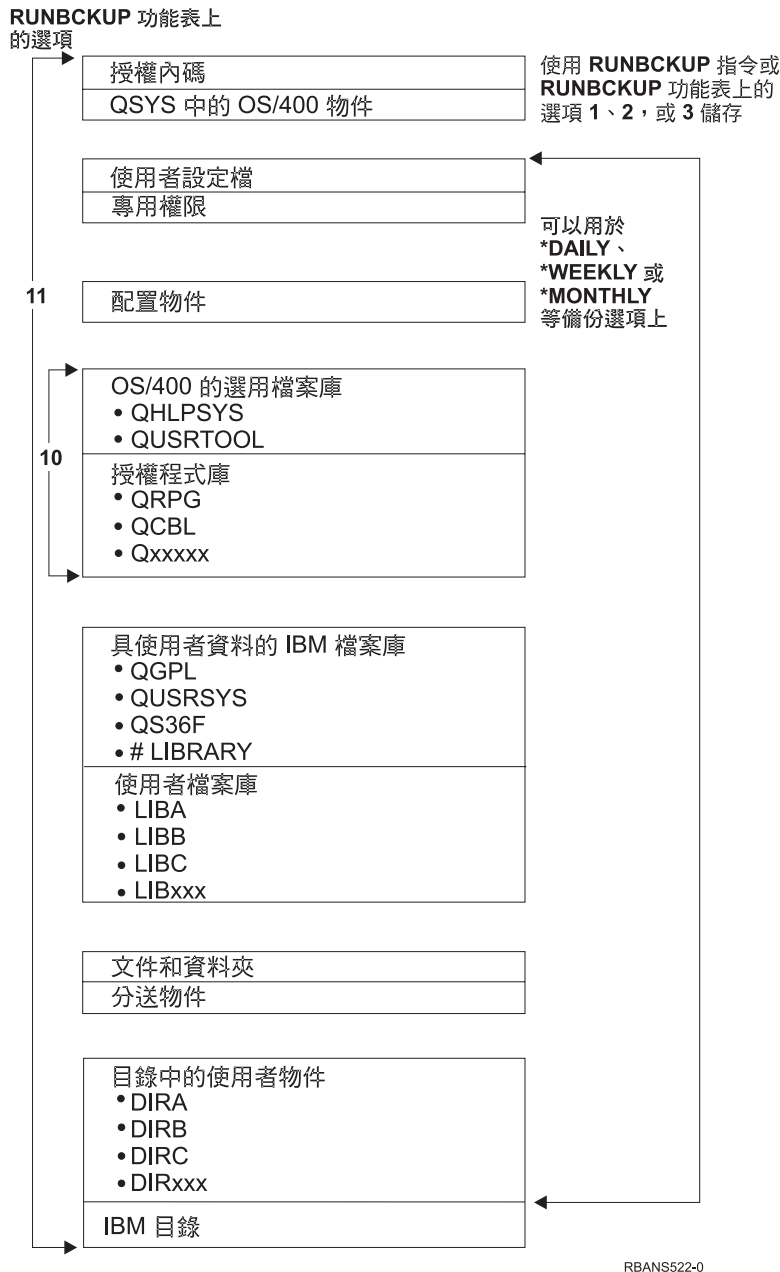 RUNBCKUP 功能表上
的選項
授權內碼
QSYS 中的 OS/400 物件
使用 RUNBCKUP 指令或
RUNBCKUP 功能表上的
選項 1、2，或 3 儲存
使用者設定檔
專用權限
可以用於
*DAILY、
*WEEKLY 或
*MONTHLY
等備份選項上
11
配置物件
OS/400 的選用檔案庫
• QHLPSYS
• QUSRTOOL
10
授權程式庫
• QRPG
• QCBL
• Qxxxxx
具使用者資料的 IBM 檔案庫
• QGPL
• QUSRSYS
• QS36F
• # LIBRARY
使用者檔案庫
• LIBA
• LIBB
• LIBC
• LIBxxx
文件和資料夾
分送物件
目錄中的使用者物件
• DIRA
• DIRB
• DIRC
• DIRxxx
IBM 目錄
RBANS522-0